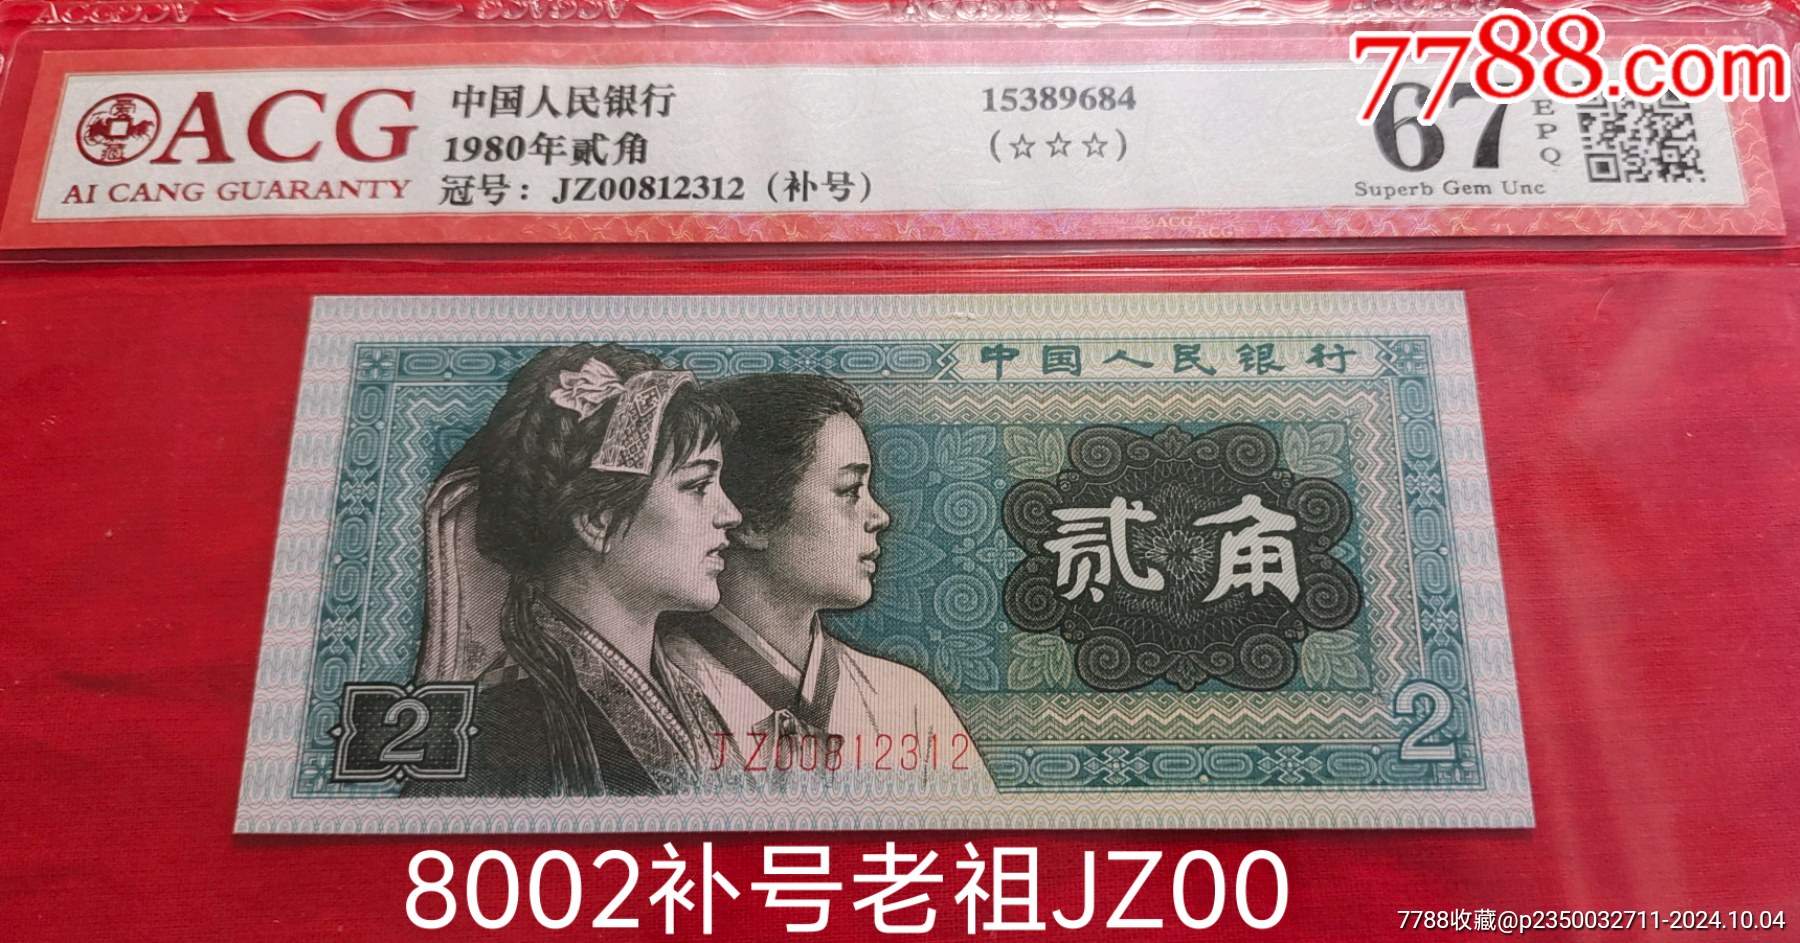 ACG
AI CANG GUARANTY
中国人民银行
1980年贰角
冠号：JZ00812312（补号）
15389684
(☆☆☆)
67
EPQ
Superb Gem Unc
7788.com
中国人民银行
贰角
2
2
JZ00812312
8002补号老祖JZ00
7788收藏@p2350032711-2024.10.04